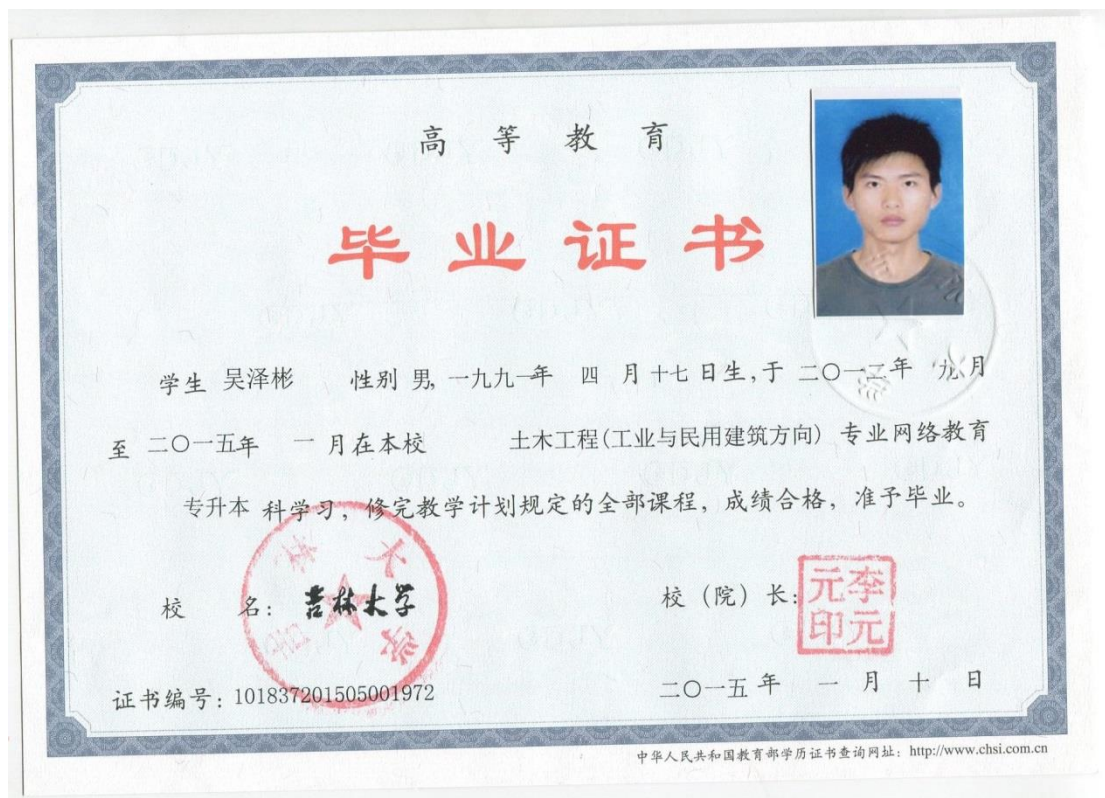 高等教育
毕业证书
学生 吴泽彬 性别 男, 一九九一年 四 月 十七 日生, 于 二〇一二年 九月
至 二〇一五年 一 月在本校 土木工程(工业与民用建筑方向) 专业网络教育
专升本 科学习, 修完教学计划规定的全部课程, 成绩合格, 准予毕业。
校 名: 吉林大学
校 (院) 长:
李元元印
证书编号: 101837201505001972
二〇一五 年 一 月 十 日
中华人民共和国教育部学历证书查询网址: http://www.chsi.com.cn